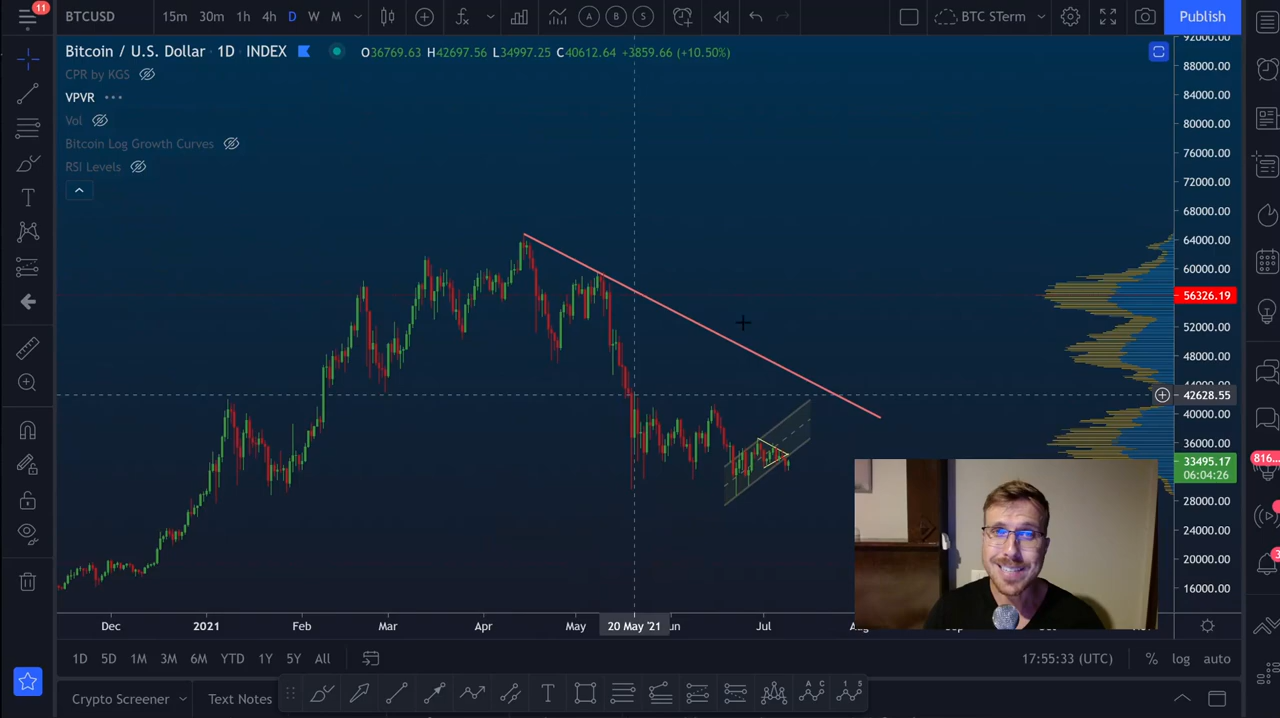 11
BTCUSD 15m 30m 1h 4h D W M A B S BTC STerm Publish
Bitcoin / U.S. Dollar · 1D · INDEX O36769.63 H42697.56 L34997.25 C40612.64 +3859.66 (+10.50%)
CPR by KGS
VPVR
Vol
Bitcoin Log Growth Curves
RSI Levels
92000.00
88000.00
84000.00
80000.00
76000.00
72000.00
68000.00
64000.00
60000.00
56326.19
52000.00
48000.00
44000.00
42628.55
40000.00
36000.00
33495.17
06:04:26
28000.00
24000.00
20000.00
16000.00
816...
Dec 2021 Feb Mar Apr May 20 May '21 un Jul
1D 5D 1M 3M 6M YTD 1Y 5Y All 17:55:33 (UTC) % log auto
Crypto Screener Text Notes